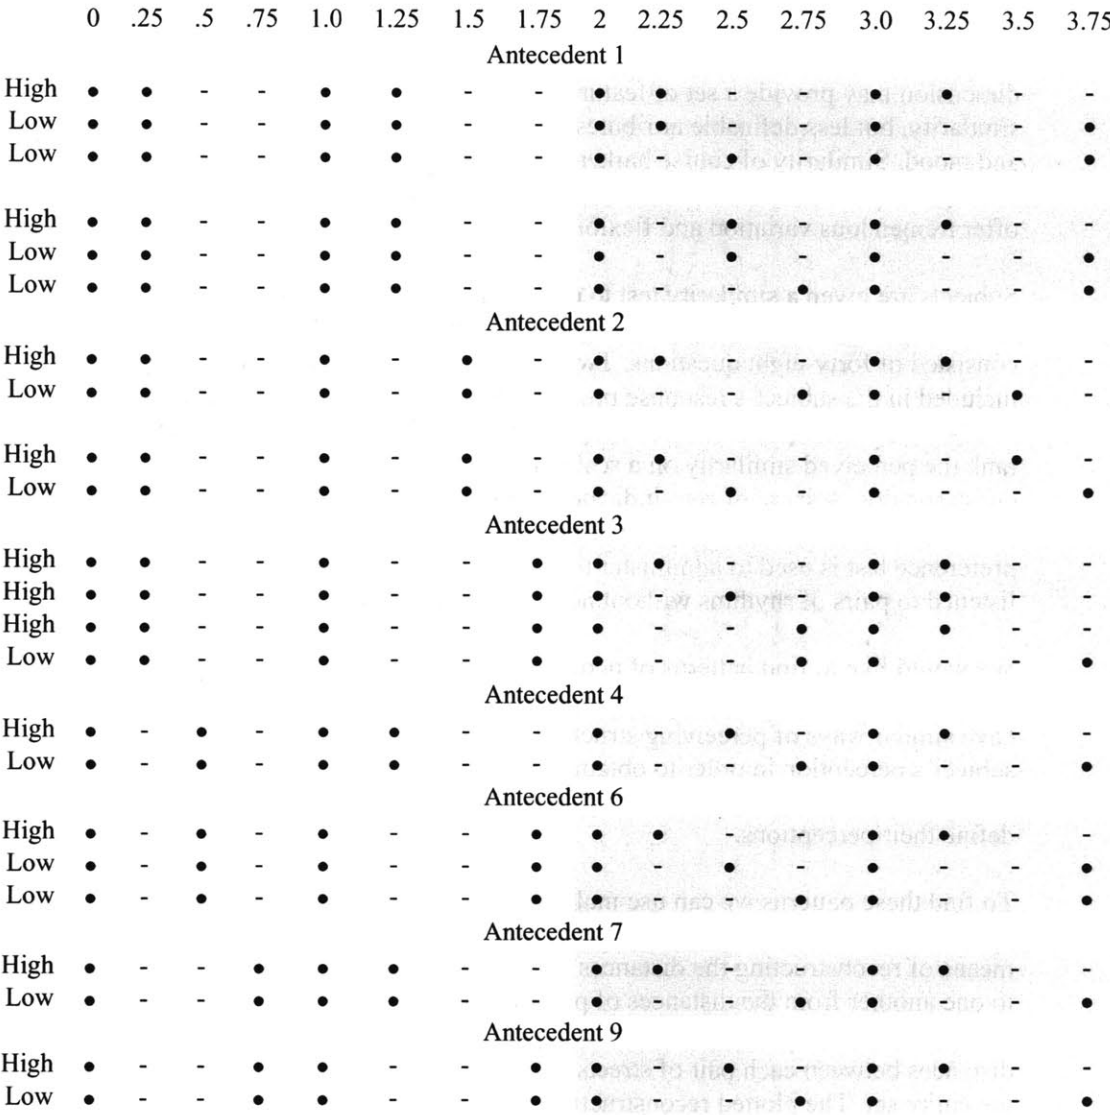 0 .25 .5 .75 1.0 1.25 1.5 1.75 2 2.25 2.5 2.75 3.0 3.25 3.5 3.75
Antecedent 1
High ● ● - - ● ● - - ● ● - - ● ● - -
Low ● ● - - ● ● - - ● ● - - ● - - ●
Low ● ● - - ● ● - - ● - ● - ● - - ●
High ● ● - - ● ● - - ● - ● - ● ● - -
Low ● ● - - ● ● - - ● - ● - ● - - ●
Low ● ● - - ● ● - - ● - - ● ● - - ●
Antecedent 2
High ● ● - - ● - ● - ● ● - - ● ● - -
Low ● ● - - ● - ● - ● - - ● ● - ● -
High ● ● - - ● - ● - ● ● - - ● - ● -
Low ● ● - - ● - ● - ● - ● - ● - - ●
Antecedent 3
High ● ● - - ● - - ● ● ● - - ● ● - -
High ● ● - - ● - - ● ● - ● - ● ● - -
High ● ● - - ● - - ● ● - - ● ● ● - -
Low ● ● - - ● - - ● ● - - ● ● - - ●
Antecedent 4
High ● - ● - ● ● - - ● - ● - ● ● - -
Low ● - ● - ● ● - - ● - - ● ● - - ●
Antecedent 6
High ● - ● - ● - - ● ● ● - - ● ● - -
Low ● - ● - ● - - ● ● - ● - ● - - ●
Low ● - ● - ● - - ● ● - - ● ● - - ●
Antecedent 7
High ● - - ● ● ● - - ● ● - - ● ● - -
Low ● - - ● ● ● - - ● - - ● ● - - ●
Antecedent 9
High ● - - ● ● - - ● ● ● - - ● - ● -
Low ● - - ● ● - - ● ● - - ● ● - - ●